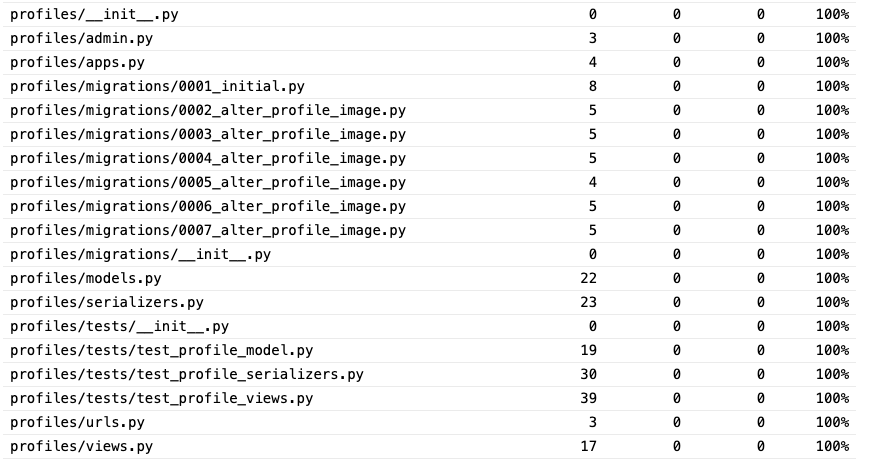 profiles/__init__.py 0 0 0 100%
profiles/admin.py 3 0 0 100%
profiles/apps.py 4 0 0 100%
profiles/migrations/0001_initial.py 8 0 0 100%
profiles/migrations/0002_alter_profile_image.py 5 0 0 100%
profiles/migrations/0003_alter_profile_image.py 5 0 0 100%
profiles/migrations/0004_alter_profile_image.py 5 0 0 100%
profiles/migrations/0005_alter_profile_image.py 4 0 0 100%
profiles/migrations/0006_alter_profile_image.py 5 0 0 100%
profiles/migrations/0007_alter_profile_image.py 5 0 0 100%
profiles/migrations/__init__.py 0 0 0 100%
profiles/models.py 22 0 0 100%
profiles/serializers.py 23 0 0 100%
profiles/tests/__init__.py 0 0 0 100%
profiles/tests/test_profile_model.py 19 0 0 100%
profiles/tests/test_profile_serializers.py 30 0 0 100%
profiles/tests/test_profile_views.py 39 0 0 100%
profiles/urls.py 3 0 0 100%
profiles/views.py 17 0 0 100%